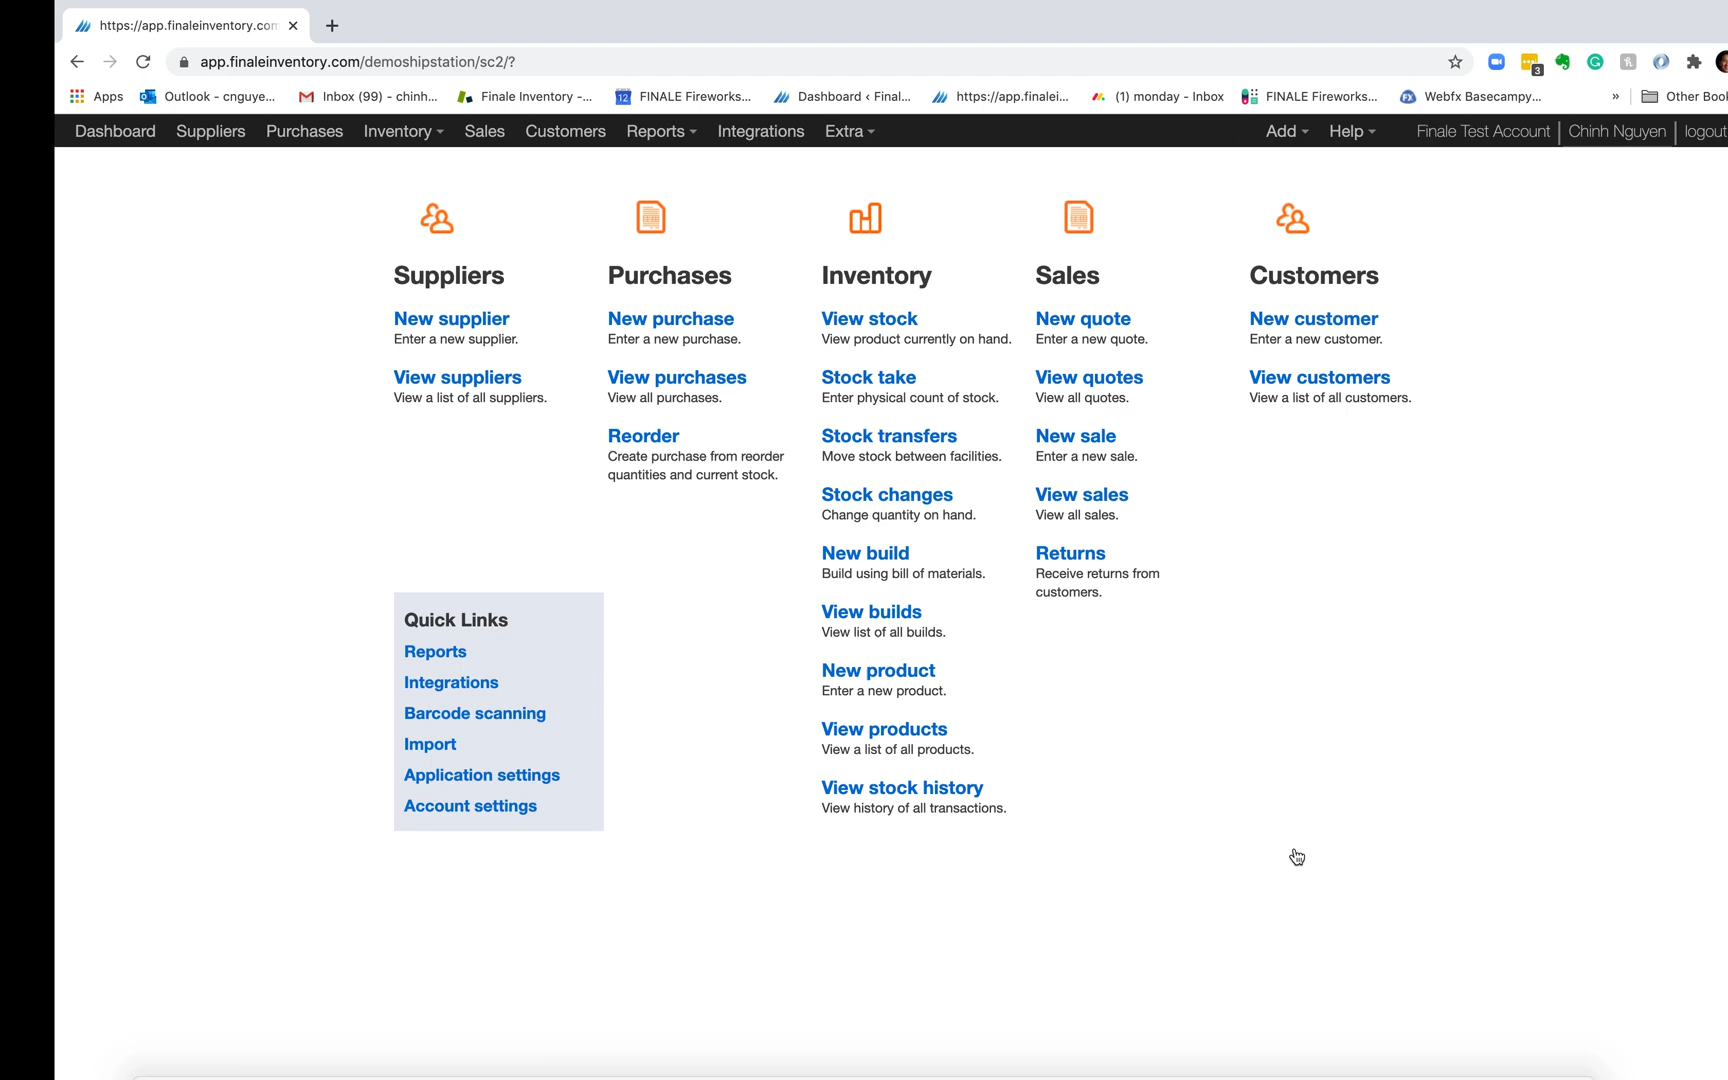 https://app.finaleinventory.com
app.finaleinventory.com/demoshipstation/sc2/?
3
Apps
Outlook - cnguye...
Inbox (99) - chinh...
Finale Inventory -...
12
FINALE Fireworks...
Dashboard < Final...
https://app.finalei...
(1) monday - Inbox
FINALE Fireworks...
FX
Webfx Basecampy...
»
Other Book
Dashboard
Suppliers
Purchases
Inventory
Sales
Customers
Reports
Integrations
Extra
Add
Help
Finale Test Account
Chinh Nguyen
logout
Suppliers
New supplier
Enter a new supplier.
View suppliers
View a list of all suppliers.
Purchases
New purchase
Enter a new purchase.
View purchases
View all purchases.
Reorder
Create purchase from reorder
quantities and current stock.
Inventory
View stock
View product currently on hand.
Stock take
Enter physical count of stock.
Stock transfers
Move stock between facilities.
Stock changes
Change quantity on hand.
New build
Build using bill of materials.
View builds
View list of all builds.
New product
Enter a new product.
View products
View a list of all products.
View stock history
View history of all transactions.
Sales
New quote
Enter a new quote.
View quotes
View all quotes.
New sale
Enter a new sale.
View sales
View all sales.
Returns
Receive returns from
customers.
Customers
New customer
Enter a new customer.
View customers
View a list of all customers.
Quick Links
Reports
Integrations
Barcode scanning
Import
Application settings
Account settings